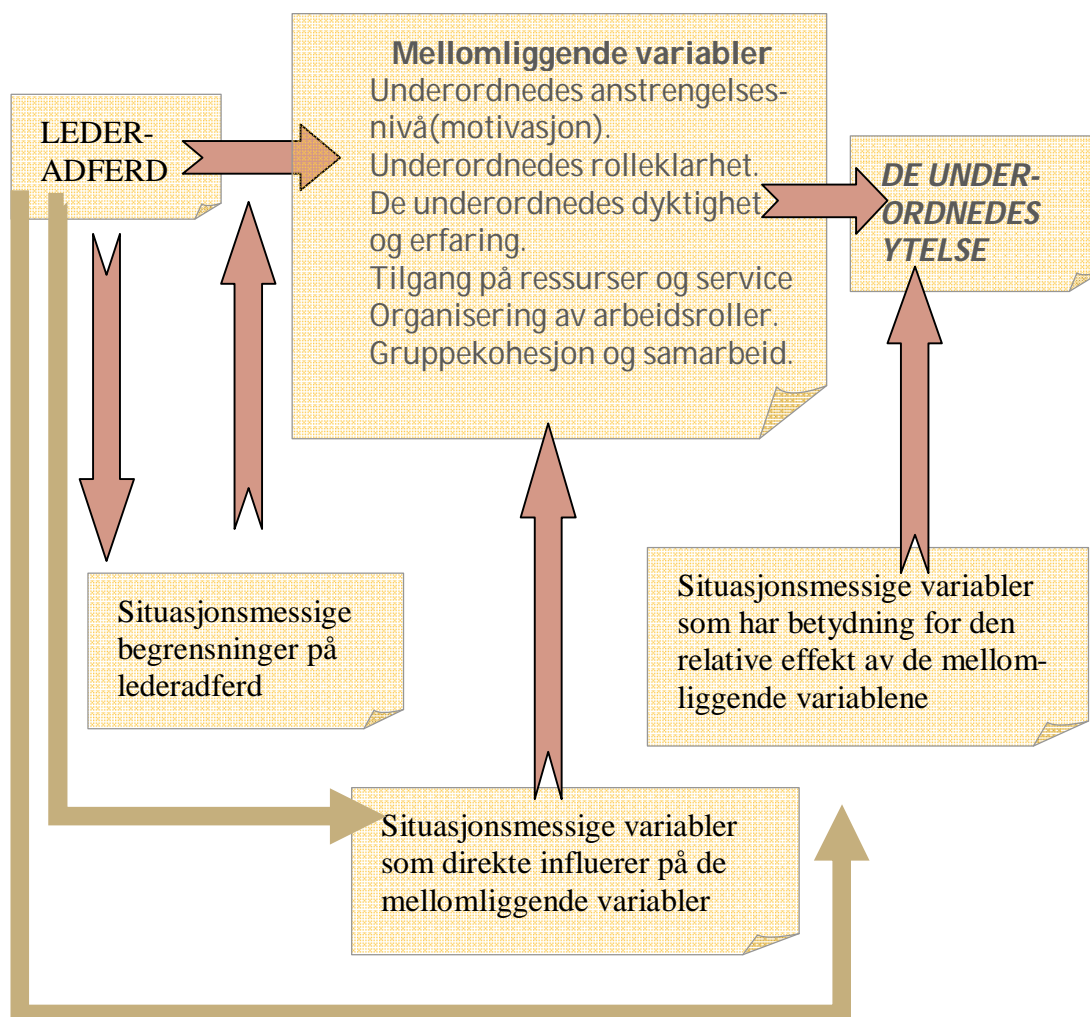 LEDER-
ADFERD
Mellomliggende variabler
Underordnedes anstrengelses-
nivå(motivasjon).
Underordnedes rolleklarhet.
De underordnedes dyktighet
og erfaring.
Tilgang på ressurser og service
Organisering av arbeidsroller.
Gruppekohesjon og samarbeid.
DE UNDER-
ORDNEDES
YTELSE
Situasjonsmessige
begrensninger på
lederadferd
Situasjonsmessige variabler
som har betydning for den
relative effekt av de mellom-
liggende variablene
Situasjonsmessige variabler
som direkte influerer på de
mellomliggende variabler